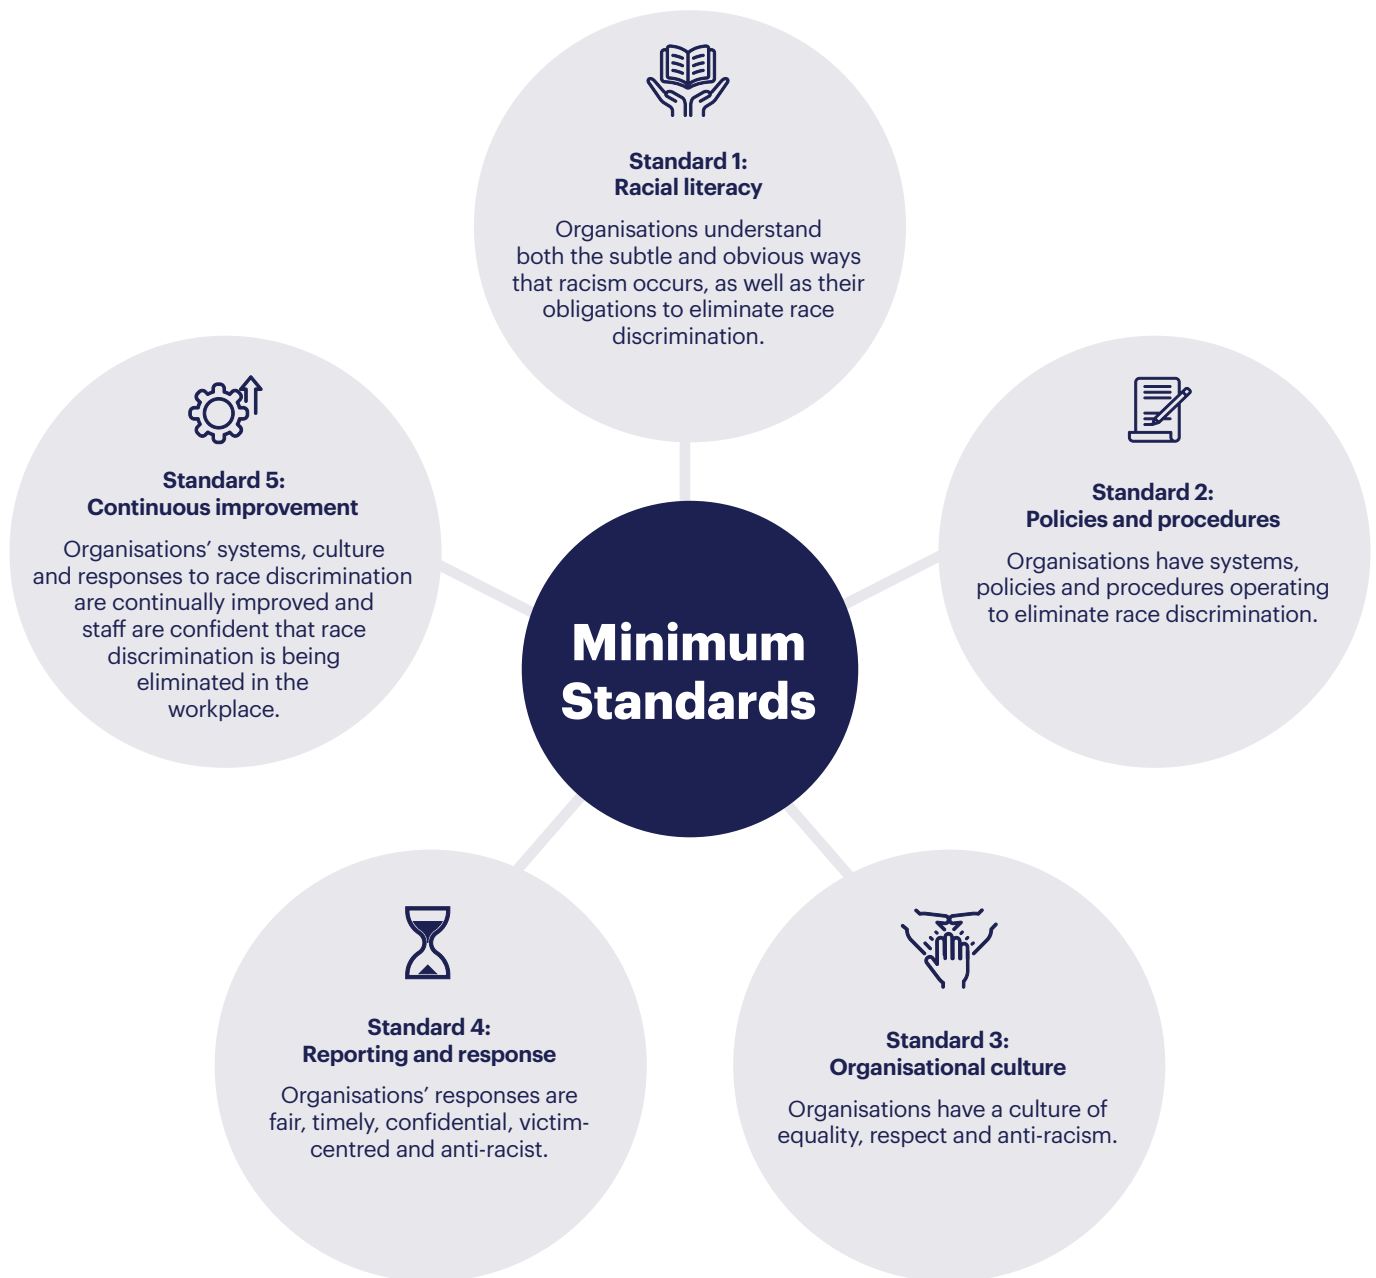 Standard 1:
Racial literacy
Organisations understand
both the subtle and obvious ways
that racism occurs, as well as their
obligations to eliminate race
discrimination.
Standard 2:
Policies and procedures
Organisations have systems,
policies and procedures operating
to eliminate race discrimination.
Standard 3:
Organisational culture
Organisations have a culture of
equality, respect and anti-racism.
Standard 4:
Reporting and response
Organisations’ responses are
fair, timely, confidential, victim-
centred and anti-racist.
Standard 5:
Continuous improvement
Organisations’ systems, culture
and responses to race discrimination
are continually improved and
staff are confident that race
discrimination is being
eliminated in the
workplace.
Minimum
Standards